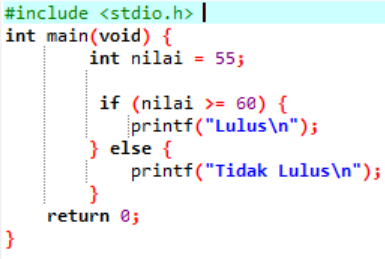 #include <stdio.h>
int main(void) {
int nilai = 55;
if (nilai >= 60) {
printf("Lulus\n");
} else {
printf("Tidak Lulus\n");
}
return 0;
}